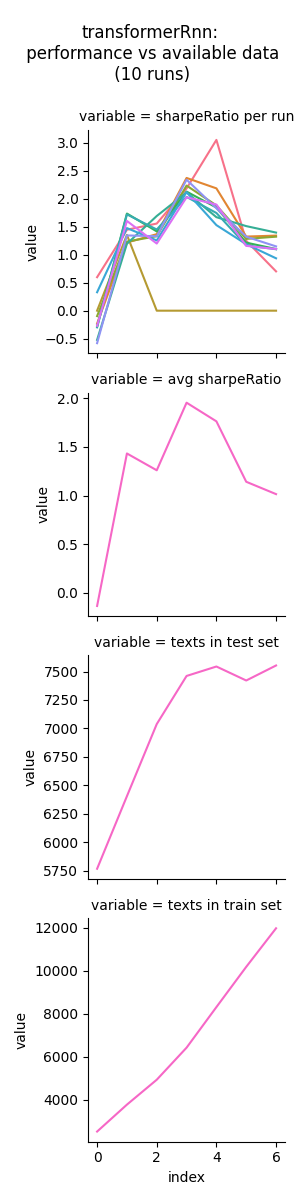 transformerRnn:
performance vs available data
(10 runs)
variable = sharpeRatio per run
3.0
2.5
2.0
1.5
1.0
0.5
0.0
−0.5
value
variable = avg sharpeRatio
2.0
1.5
1.0
0.5
0.0
value
variable = texts in test set
7500
7250
7000
6750
6500
6250
6000
5750
value
variable = texts in train set
12000
10000
8000
6000
4000
value
0 2 4 6
index